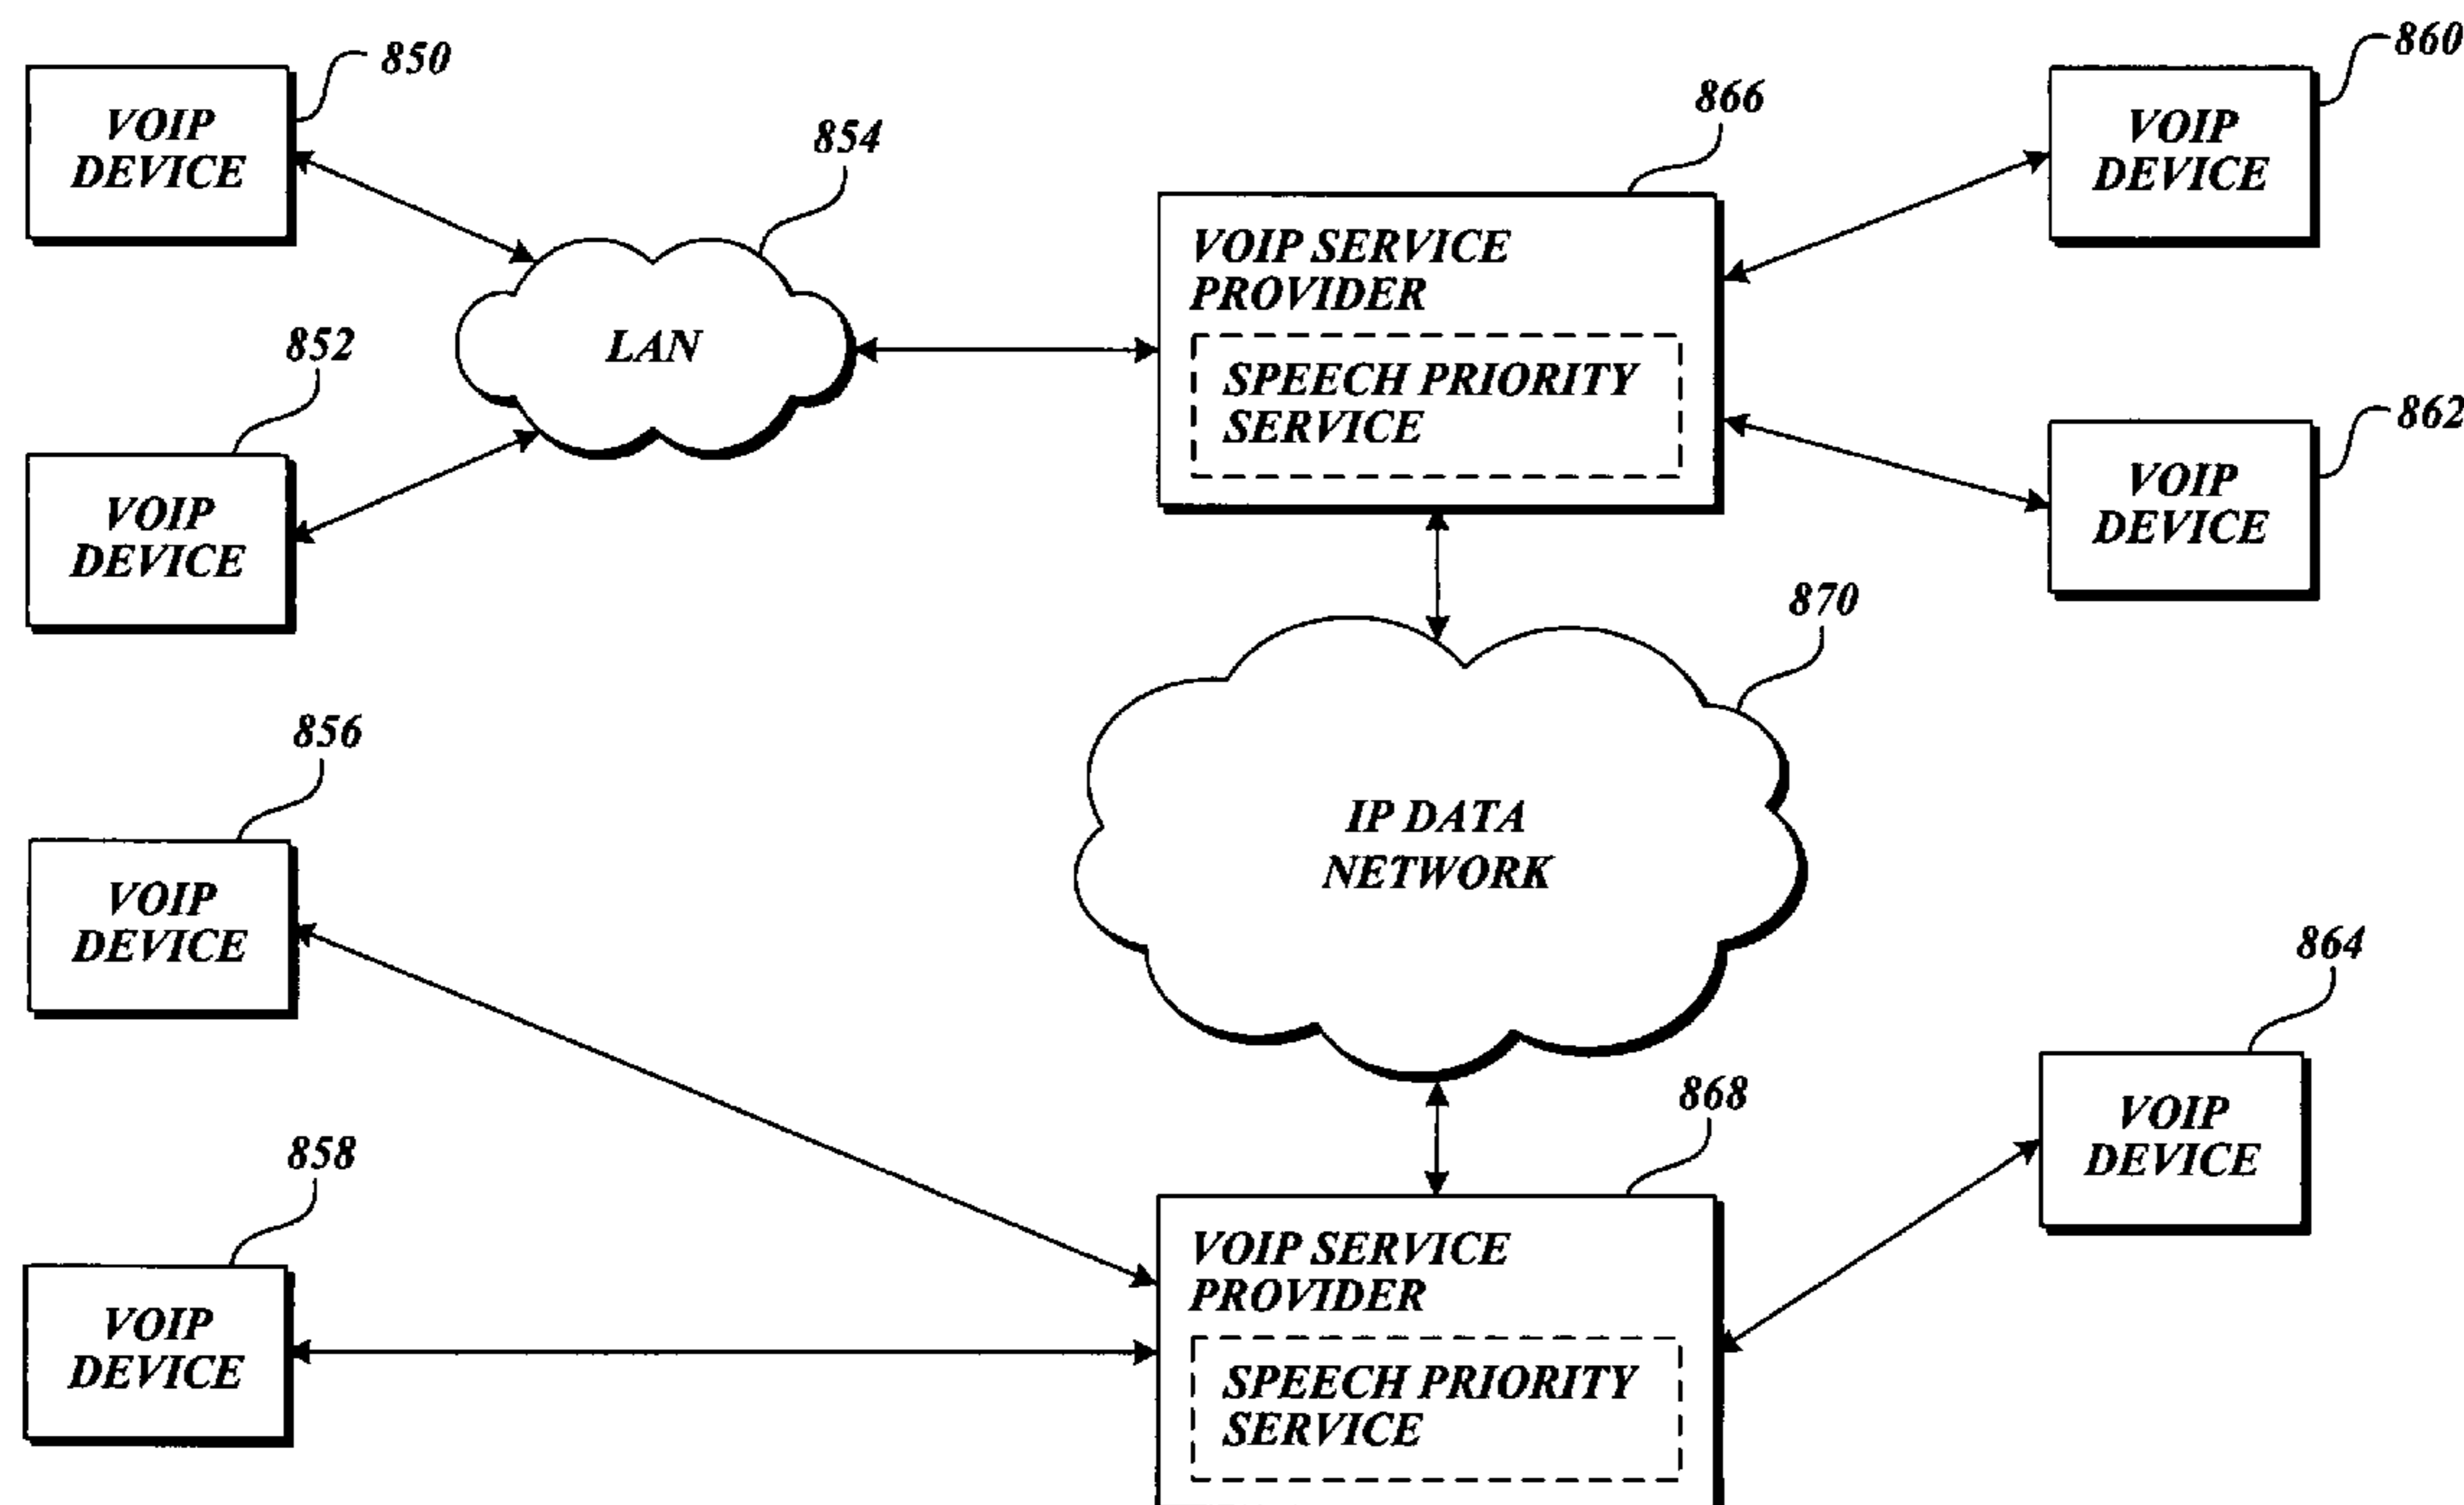 850
VOIP
DEVICE
854
LAN
852
VOIP
DEVICE
866
VOIP SERVICE
PROVIDER
SPEECH PRIORITY
SERVICE
860
VOIP
DEVICE
862
VOIP
DEVICE
870
IP DATA
NETWORK
856
VOIP
DEVICE
858
VOIP
DEVICE
868
VOIP SERVICE
PROVIDER
SPEECH PRIORITY
SERVICE
864
VOIP
DEVICE